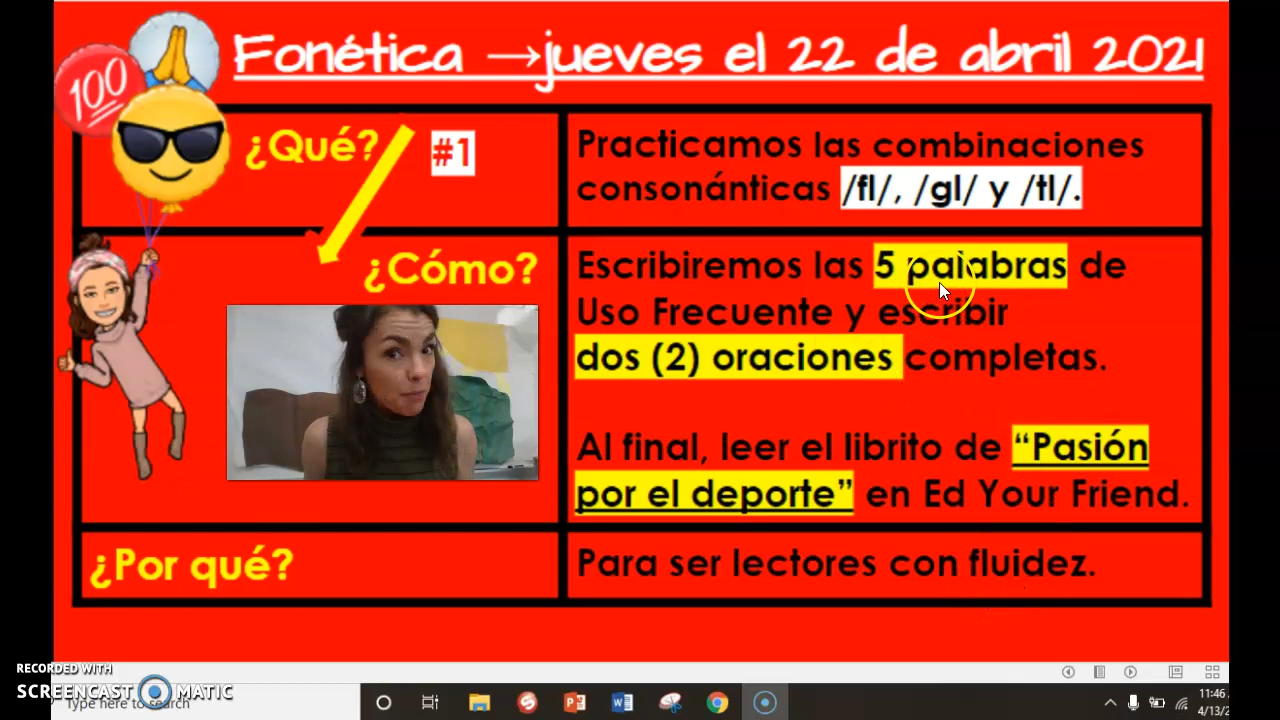 Fonética →jueves el 22 de abril 2021
100
¿Qué?
#1
Practicamos las combinaciones
consonánticas /fl/, /gl/ y /tl/.
¿Cómo?
Escribiremos las 5 palabras de
Uso Frecuente y escribir
dos (2) oraciones completas.
Al final, leer el librito de “Pasión
por el deporte” en Ed Your Friend.
¿Por qué?
Para ser lectores con fluidez.
RECORDED WITH
SCREENCAST MATIC
Type here to search
11:46
4/13/2